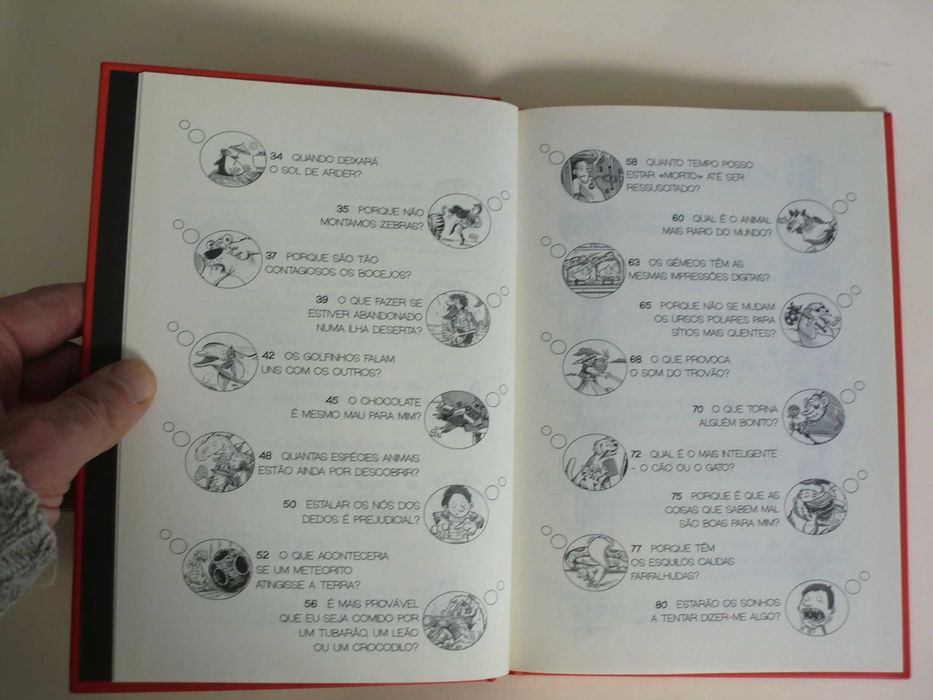 34 QUANDO DEIXARÁ
O SOL DE ARDER?
35 PORQUE NÃO
MONTAMOS ZEBRAS?
37 PORQUE SÃO TÃO
CONTAGIOSOS OS BOCEJOS?
39 O QUE FAZER SE
ESTIVER ABANDONADO
NUMA ILHA DESERTA?
42 OS GOLFINHOS FALAM
UNS COM OS OUTROS?
45 O CHOCOLATE
É MESMO MAU PARA MIM?
48 QUANTAS ESPÉCIES ANIMAIS
ESTÃO AINDA POR DESCOBRIR?
50 ESTALAR OS NÓS DOS
DEDOS É PREJUDICIAL?
52 O QUE ACONTECERIA
SE UM METEORITO
ATINGISSE A TERRA?
56 É MAIS PROVÁVEL
QUE EU SEJA COMIDO POR
UM TUBARÃO, UM LEÃO
OU UM CROCODILO?
58 QUANTO TEMPO POSSO
ESTAR «MORTO» ATÉ SER
RESSUSCITADO?
60 QUAL É O ANIMAL
MAIS RARO DO MUNDO?
63 OS GÉMEOS TÊM AS
MESMAS IMPRESSÕES DIGITAIS?
65 PORQUE NÃO SE MUDAM
OS URSOS POLARES PARA
SÍTIOS MAIS QUENTES?
68 O QUE PROVOCA
O SOM DO TROVÃO?
70 O QUE TORNA
ALGUÉM BONITO?
72 QUAL É O MAIS INTELIGENTE
– O CÃO OU O GATO?
75 PORQUE É QUE AS
COISAS QUE SABEM MAL
SÃO BOAS PARA MIM?
77 PORQUE TÊM
OS ESQUILOS CAUDAS
FARFALHUDAS?
80 ESTARÃO OS SONHOS
A TENTAR DIZER-ME ALGO?